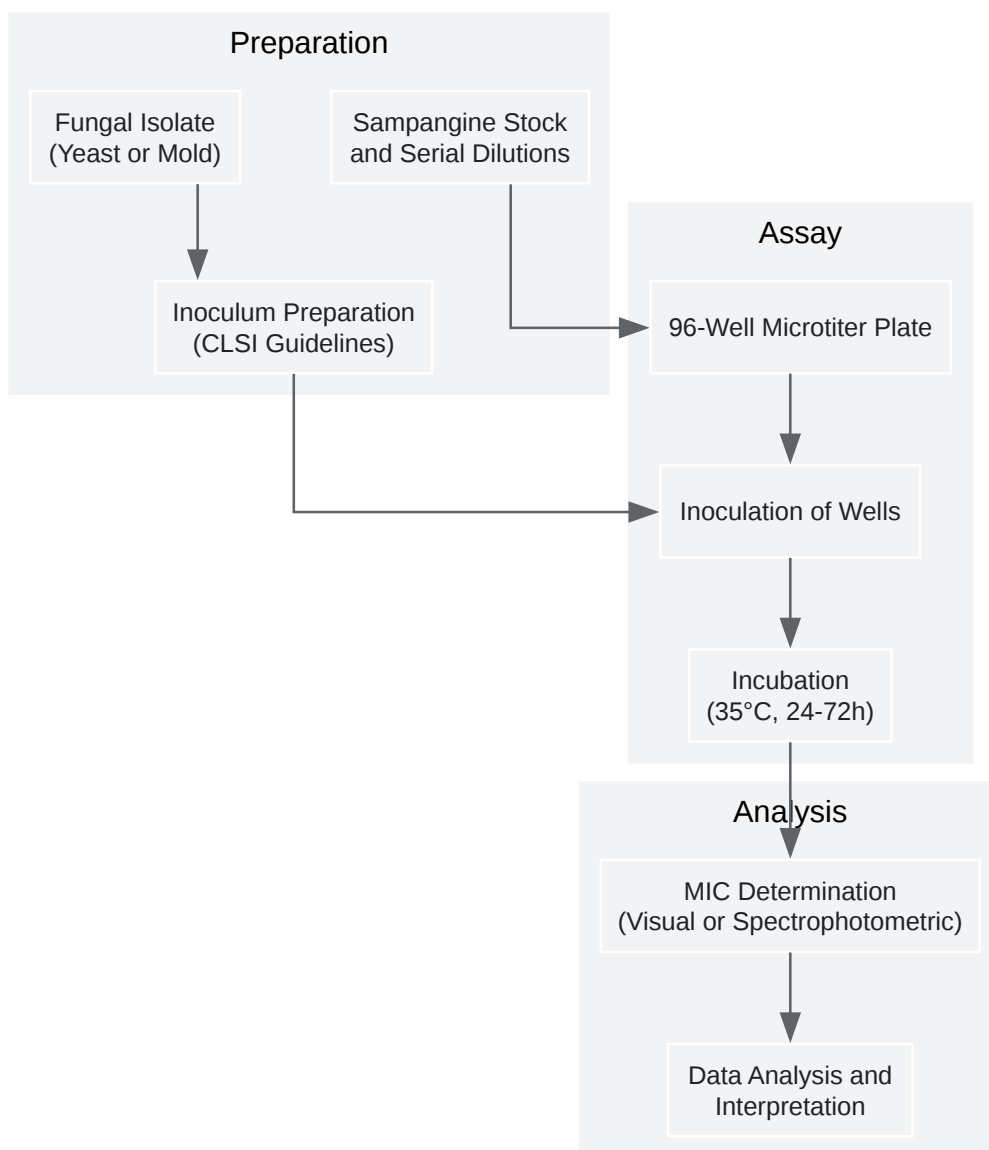 Preparation
Fungal Isolate
(Yeast or Mold)
Sampangine Stock
and Serial Dilutions
Inoculum Preparation
(CLSI Guidelines)
Assay
96-Well Microtiter Plate
Inoculation of Wells
Incubation
(35°C, 24-72h)
Analysis
MIC Determination
(Visual or Spectrophotometric)
Data Analysis and
Interpretation